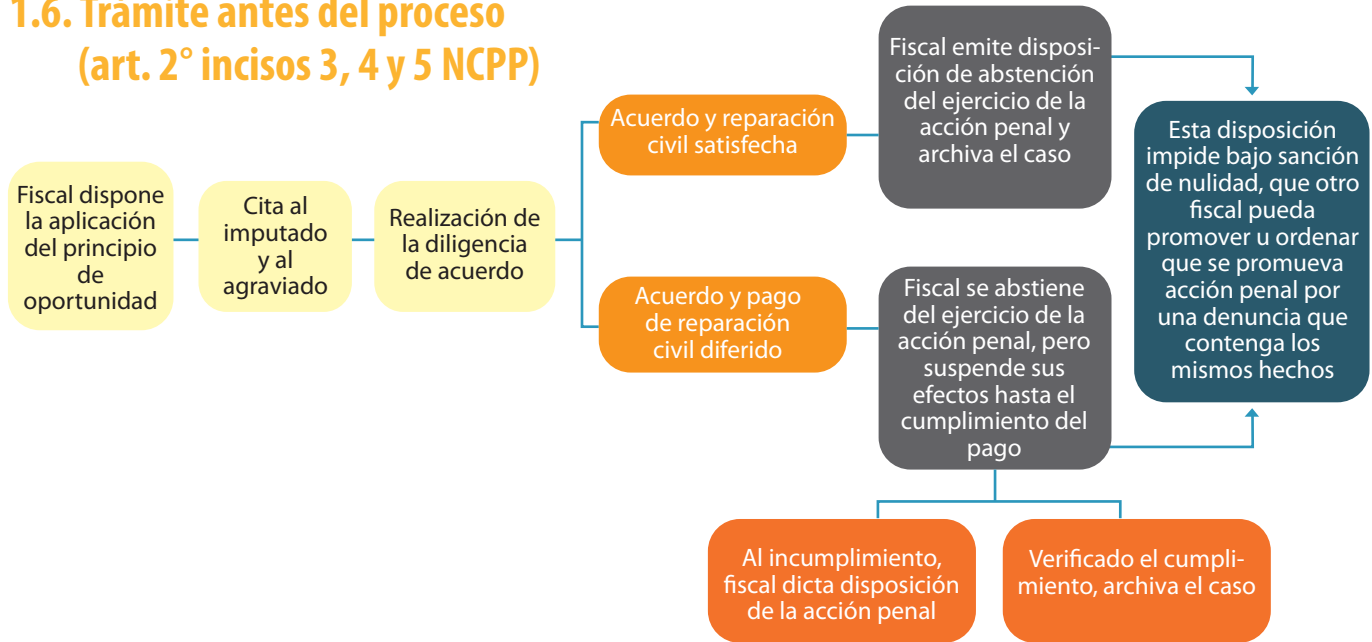 1.6. Trámite antes del proceso
(art. 2° incisos 3, 4 y 5 NCPP)
Fiscal dispone
la aplicación
del principio
de
oportunidad
Cita al
imputado
y al
agraviado
Realización de
la diligencia
de acuerdo
Acuerdo y reparación
civil satisfecha
Fiscal emite disposi-
ción de abstención
del ejercicio de la
acción penal y
archiva el caso
Acuerdo y pago
de reparación
civil diferido
Fiscal se abstiene
del ejercicio de la
acción penal, pero
suspende sus
efectos hasta el
cumplimiento del
pago
Esta disposición
impide bajo sanción
de nulidad, que otro
fiscal pueda
promover u ordenar
que se promueva
acción penal por
una denuncia que
contenga los
mismos hechos
Al incumplimiento,
fiscal dicta disposición
de la acción penal
Verificado el cumpli-
miento, archiva el caso